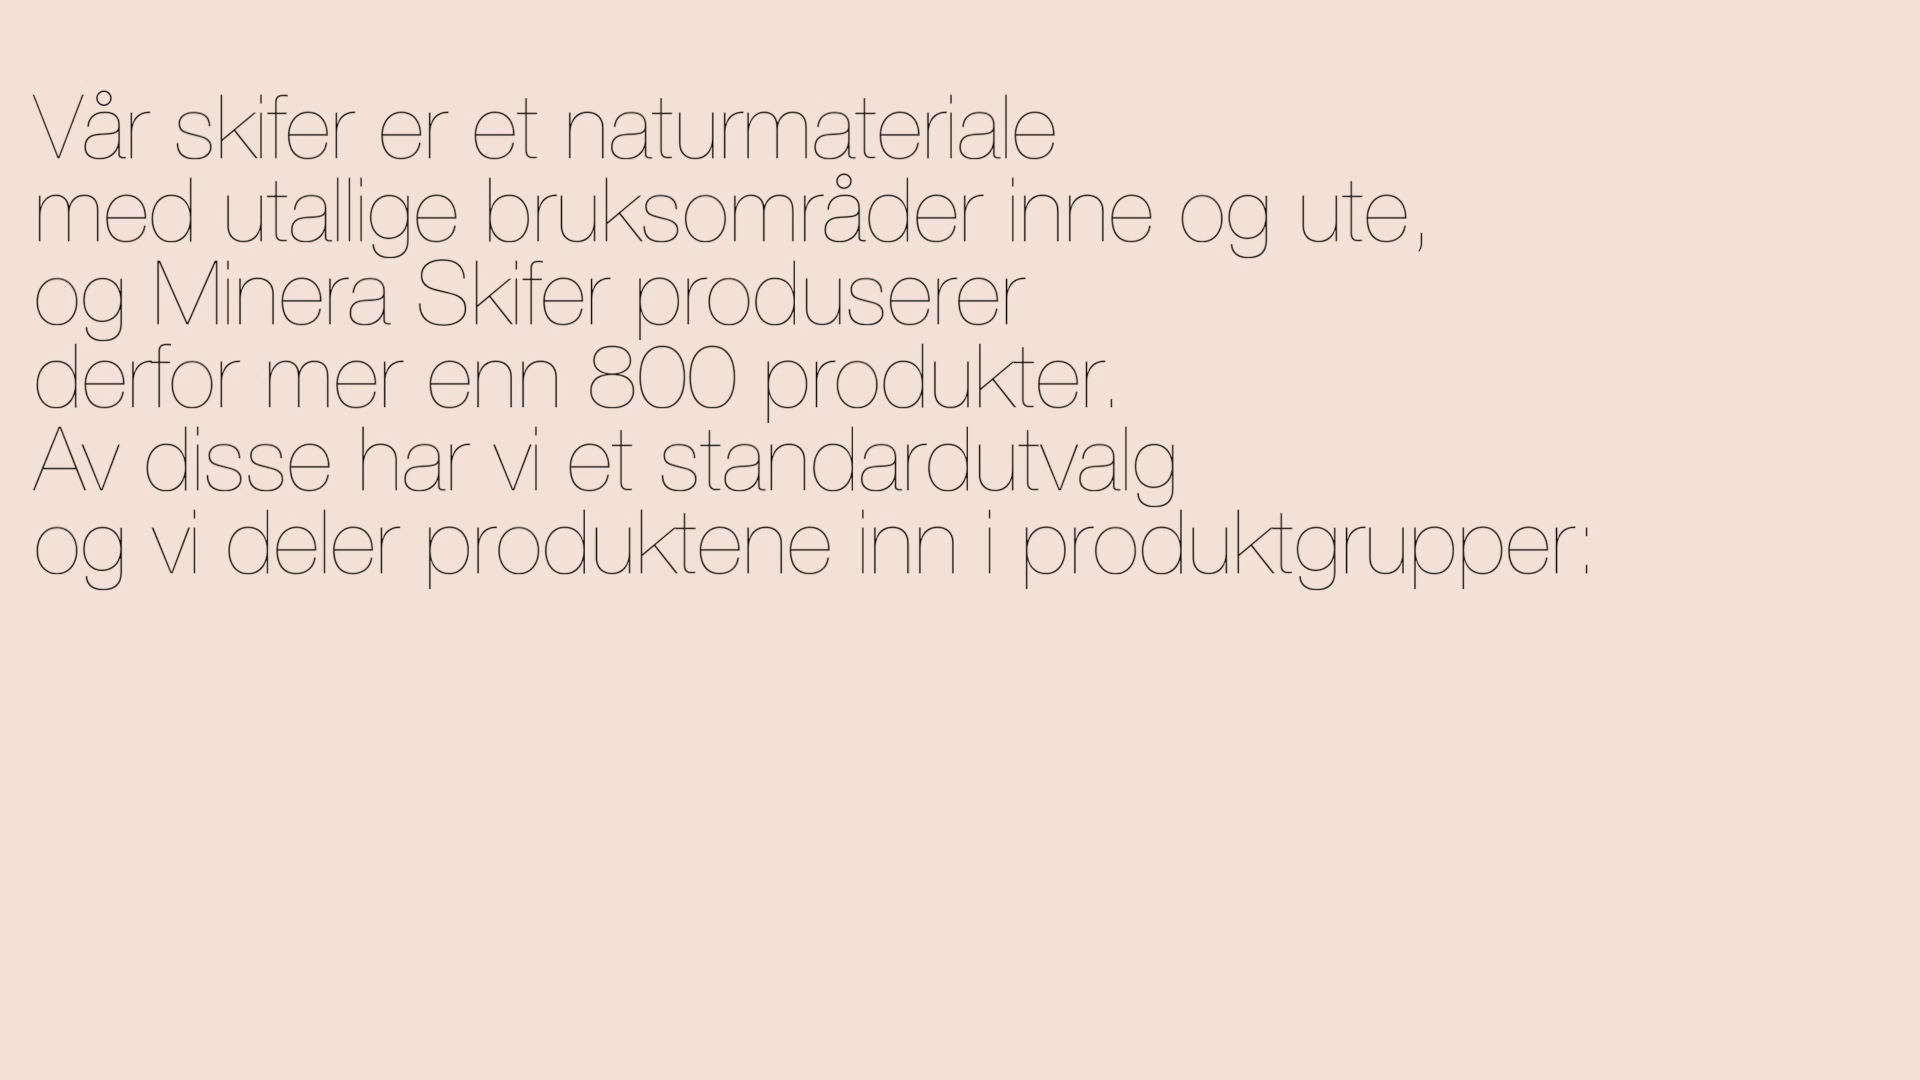 Vår skifer er et naturmateriale
med utallige bruksområder inne og ute,
og Minera Skifer produserer
derfor mer enn 800 produkter.
Av disse har vi et standardutvalg
og vi deler produktene inn i produktgrupper: